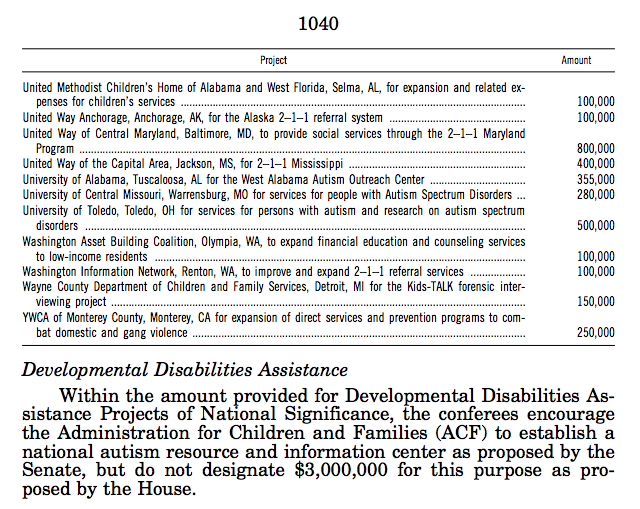 1040
Project Amount
United Methodist Children's Home of Alabama and West Florida, Selma, AL, for expansion and related ex-
penses for children's services ........ 100,000
United Way Anchorage, Anchorage, AK, for the Alaska 2–1–1 referral system ........ 100,000
United Way of Central Maryland, Baltimore, MD, to provide social services through the 2–1–1 Maryland
Program ........ 800,000
United Way of the Capital Area, Jackson, MS, for 2–1–1 Mississippi ........ 400,000
University of Alabama, Tuscaloosa, AL for the West Alabama Autism Outreach Center ........ 355,000
University of Central Missouri, Warrensburg, MO for services for people with Autism Spectrum Disorders ... 280,000
University of Toledo, Toledo, OH for services for persons with autism and research on autism spectrum
disorders ........ 500,000
Washington Asset Building Coalition, Olympia, WA, to expand financial education and counseling services
to low-income residents ........ 100,000
Washington Information Network, Renton, WA, to improve and expand 2–1–1 referral services ........ 100,000
Wayne County Department of Children and Family Services, Detroit, MI for the Kids-TALK forensic inter-
viewing project ........ 150,000
YWCA of Monterey County, Monterey, CA for expansion of direct services and prevention programs to com-
bat domestic and gang violence ........ 250,000
Developmental Disabilities Assistance
Within the amount provided for Developmental Disabilities As-
sistance Projects of National Significance, the conferees encourage
the Administration for Children and Families (ACF) to establish a
national autism resource and information center as proposed by the
Senate, but do not designate $3,000,000 for this purpose as pro-
posed by the House.